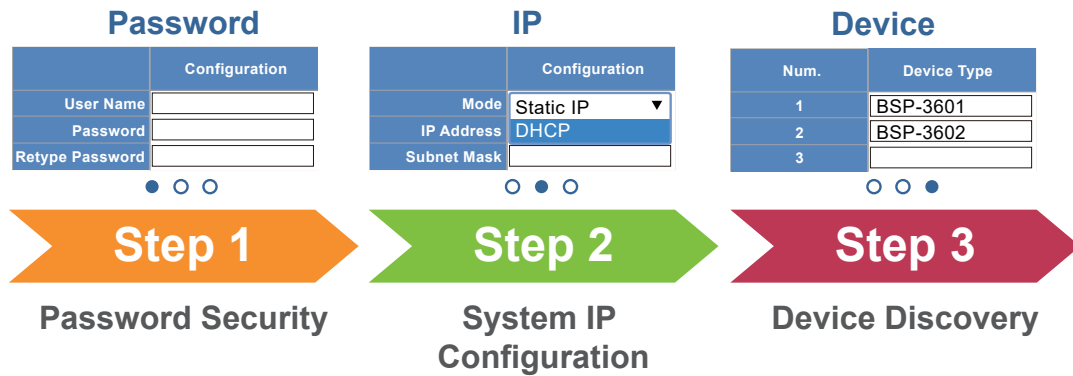 Password
Configuration
User Name
Password
Retype Password
IP
Configuration
Mode Static IP ▼
IP Address DHCP
Subnet Mask
Device
Num. Device Type
1 BSP-3601
2 BSP-3602
3
Step 1
Step 2
Step 3
Password Security
System IP
Configuration
Device Discovery